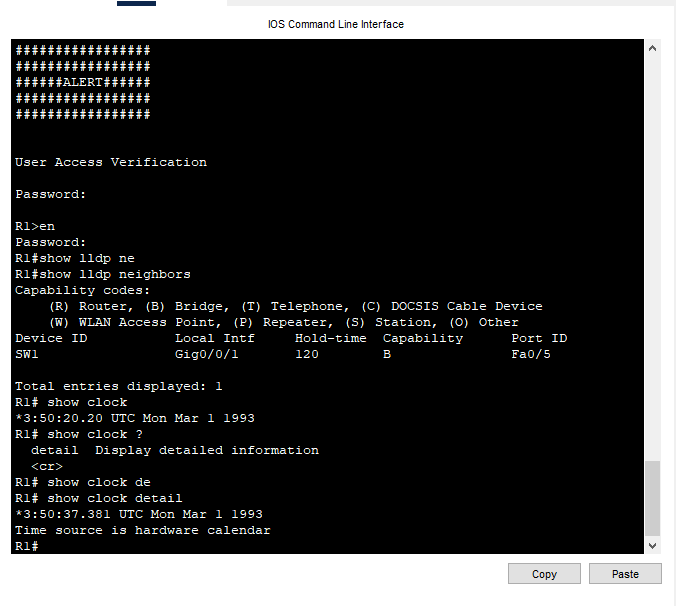 IOS Command Line Interface
#################
#################
######ALERT######
#################
#################
User Access Verification
Password:
R1>en
Password:
R1#show lldp ne
R1#show lldp neighbors
Capability codes:
    (R) Router, (B) Bridge, (T) Telephone, (C) DOCSIS Cable Device
    (W) WLAN Access Point, (P) Repeater, (S) Station, (O) Other
Device ID           Local Intf     Hold-time  Capability      Port ID
SW1                 Gig0/0/1       120        B               Fa0/5
Total entries displayed: 1
R1# show clock
*3:50:20.20 UTC Mon Mar 1 1993
R1# show clock ?
  detail  Display detailed information
  <cr>
R1# show clock de
R1# show clock detail
*3:50:37.381 UTC Mon Mar 1 1993
Time source is hardware calendar
R1#
Copy
Paste